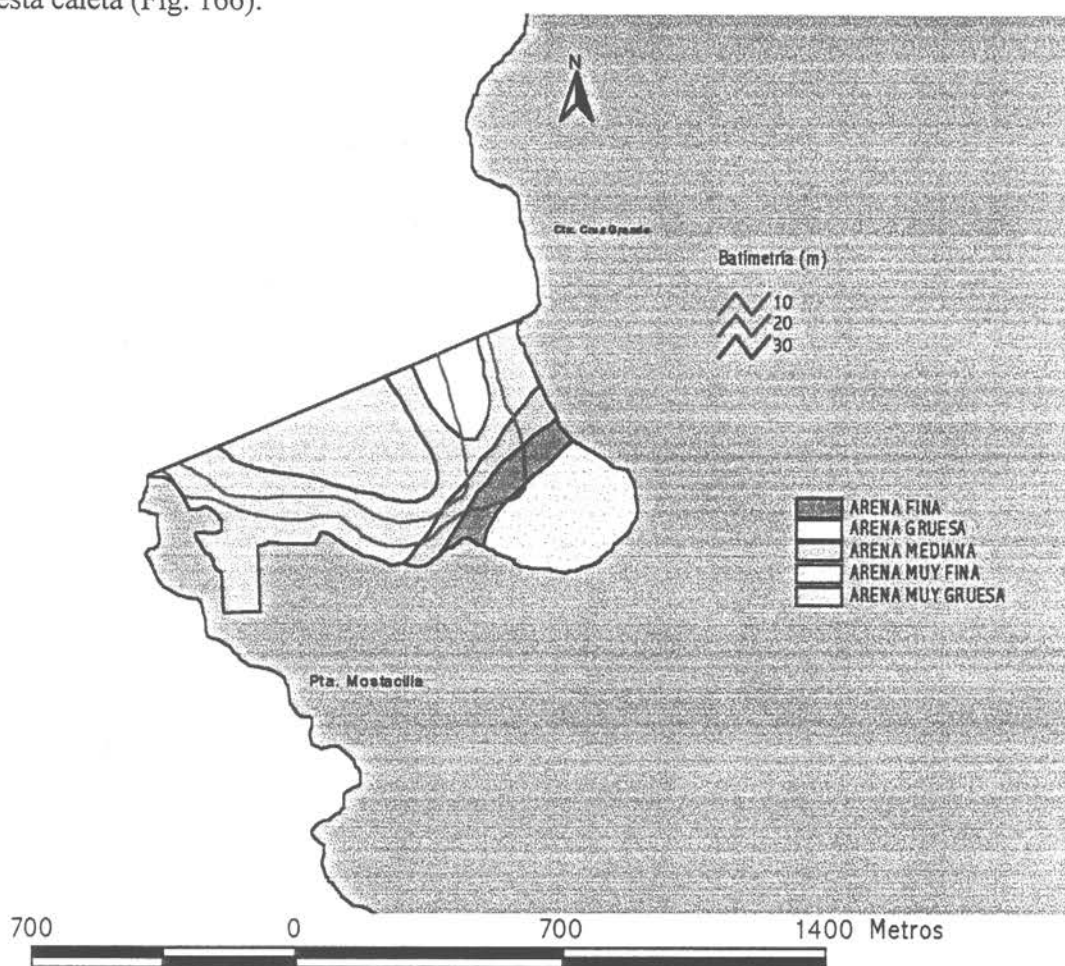 esta caleta (Fig. 166).
N
Cta. Cruz Grande
Batimetría (m)
10
20
30
ARENA FINA
ARENA GRUESA
ARENA MEDIANA
ARENA MUY FINA
ARENA MUY GRUESA
Pta. Mostacilla
700 0 700 1400 Metros